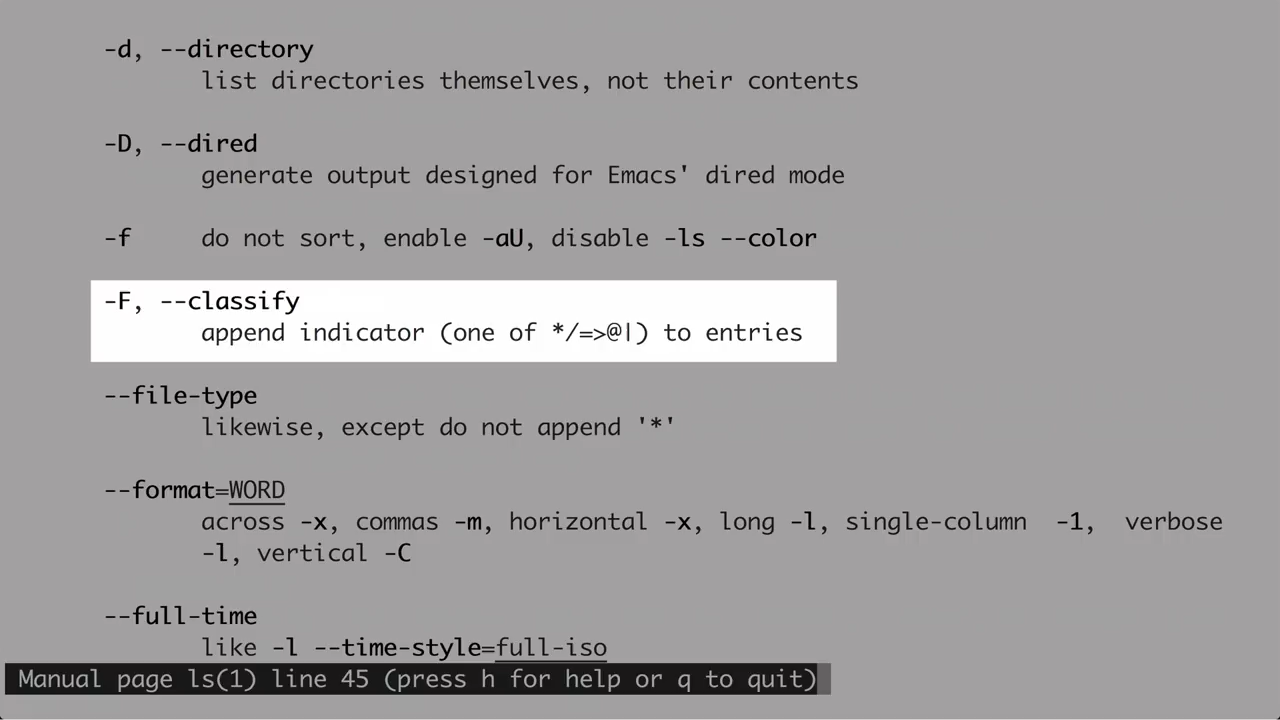 -d, --directory
list directories themselves, not their contents
-D, --dired
generate output designed for Emacs' dired mode
-f do not sort, enable -aU, disable -ls --color
-F, --classify
append indicator (one of */=>@|) to entries
--file-type
likewise, except do not append '*'
--format=WORD
across -x, commas -m, horizontal -x, long -l, single-column -1, verbose
-l, vertical -C
--full-time
like -l --time-style=full-iso
Manual page ls(1) line 45 (press h for help or q to quit)